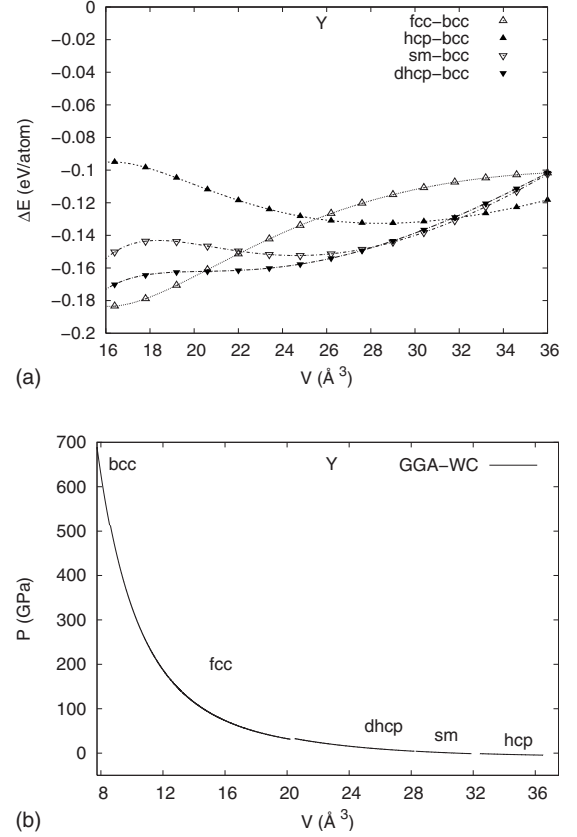 0
−0.02
−0.04
−0.06
−0.08
−0.1
−0.12
−0.14
−0.16
−0.18
−0.2
ΔE (eV/atom)
Y
fcc−bcc
hcp−bcc
sm−bcc
dhcp−bcc
16 18 20 22 24 26 28 30 32 34 36
(a)
V (Å ³)
700
600
500
400
300
200
100
0
P (GPa)
bcc
Y
GGA−WC
fcc
dhcp
sm
hcp
8 12 16 20 24 28 32 36
(b)
V (Å ³)